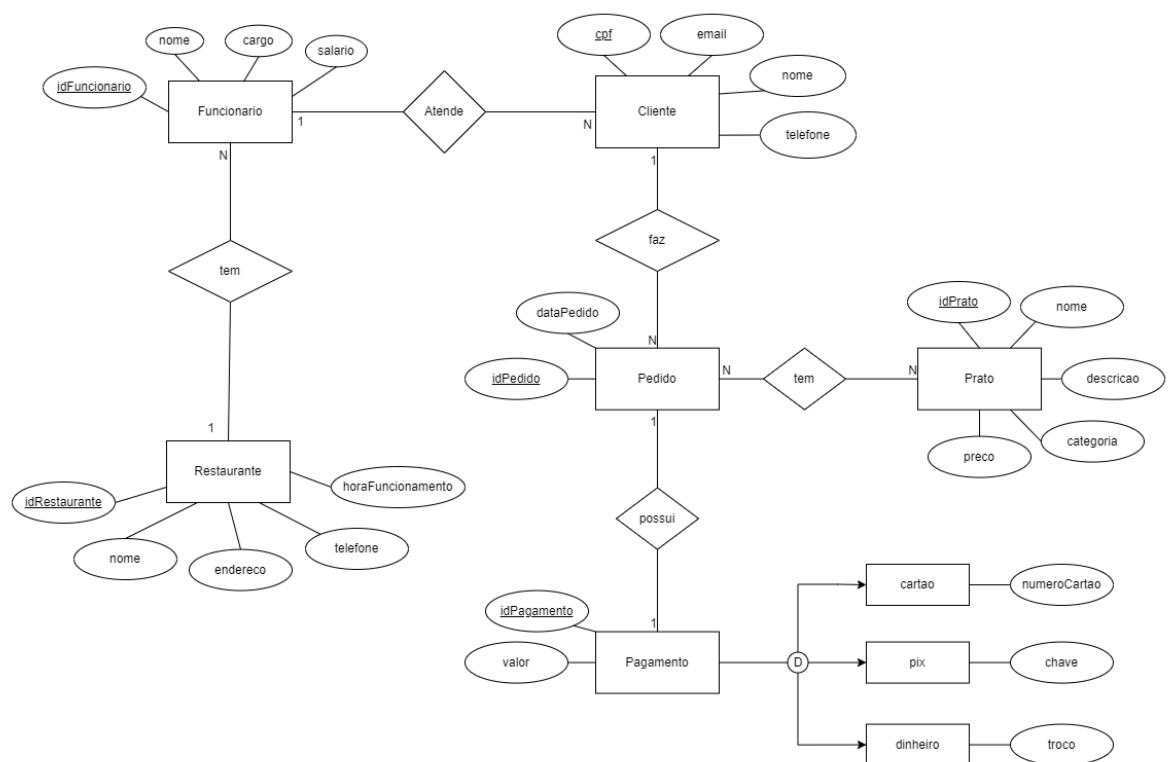 nome
cargo
salario
idFuncionario
Funcionario
1
N
Atende
N
cpf
email
nome
telefone
Cliente
1
faz
N
tem
1
Restaurante
idRestaurante
nome
endereco
telefone
horaFuncionamento
dataPedido
idPedido
Pedido
N
1
tem
N
idPrato
nome
Prato
descricao
categoria
preco
possui
1
idPagamento
valor
Pagamento
D
cartao
numeroCartao
pix
chave
dinheiro
troco